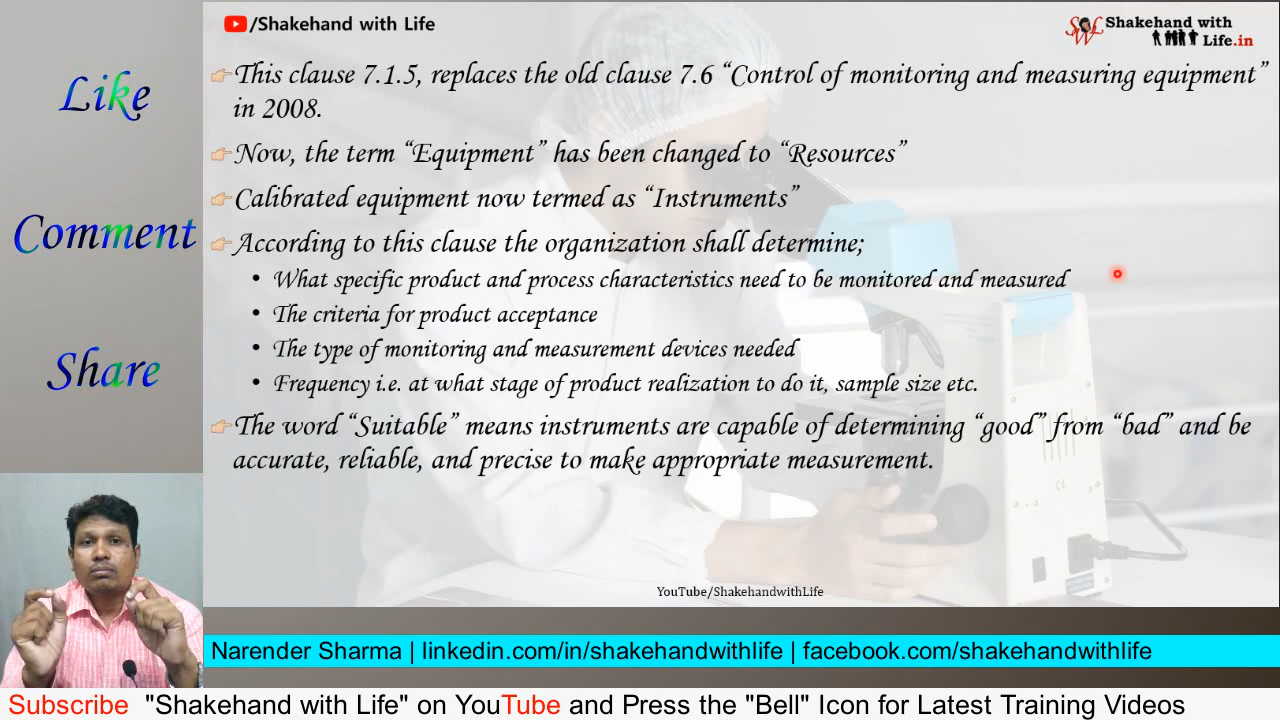 /Shakehand with Life
Shakehand with
Life.in
Like
Comment
Share
This clause 7.1.5, replaces the old clause 7.6 “Control of monitoring and measuring equipment”
in 2008.
Now, the term “Equipment” has been changed to “Resources”
Calibrated equipment now termed as “Instruments”
According to this clause the organization shall determine;
• What specific product and process characteristics need to be monitored and measured
• The criteria for product acceptance
• The type of monitoring and measurement devices needed
• Frequency i.e. at what stage of product realization to do it, sample size etc.
The word “Suitable” means instruments are capable of determining “good” from “bad” and be
accurate, reliable, and precise to make appropriate measurement.
YouTube/ShakehandwithLife
Narender Sharma | linkedin.com/in/shakehandwithlife | facebook.com/shakehandwithlife
Subscribe "Shakehand with Life" on YouTube and Press the "Bell" Icon for Latest Training Videos